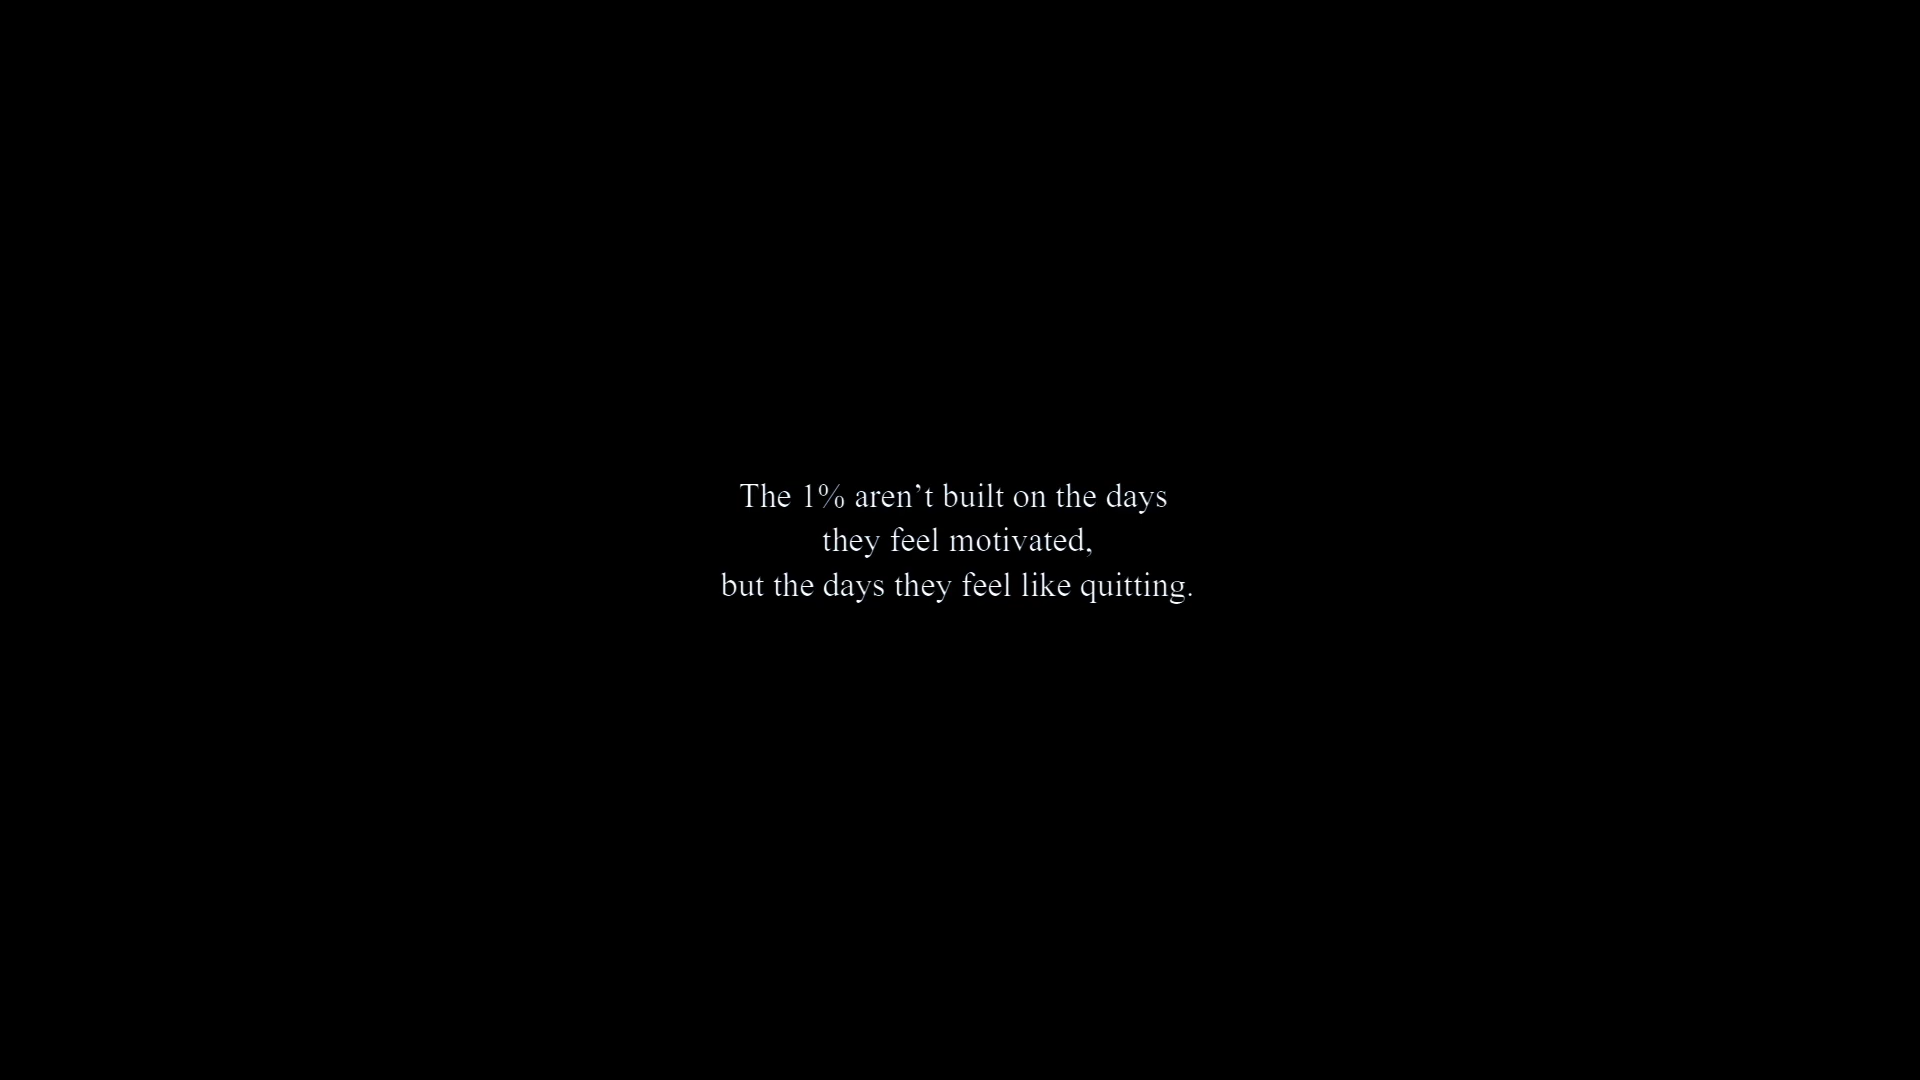 The 1% aren’t built on the days
they feel motivated,
but the days they feel like quitting.